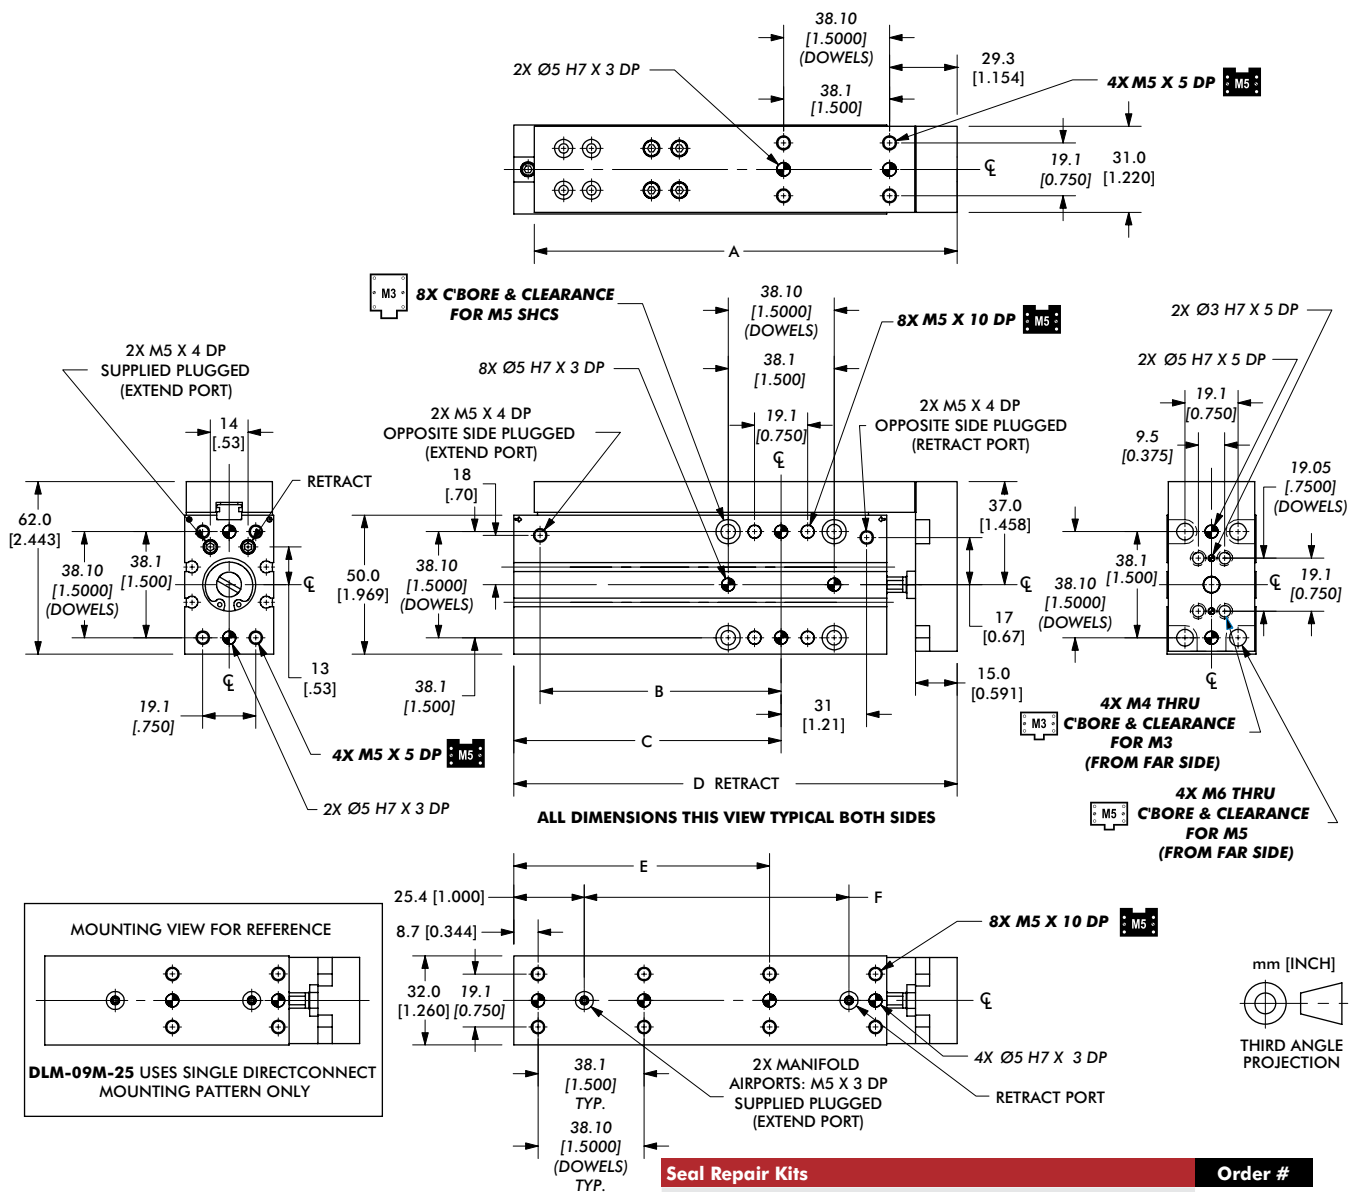 38.10
[1.5000]
(DOWELS)
38.1
[1.500]
29.3
[1.154]
2X Ø5 H7 X 3 DP
4X M5 X 5 DP
M5
19.1
[0.750]
31.0
[1.220]
℄
A
M3
8X C'BORE & CLEARANCE
FOR M5 SHCS
38.10
[1.5000]
(DOWELS)
38.1
[1.500]
19.1
[0.750]
℄
8X M5 X 10 DP
M5
8X Ø5 H7 X 3 DP
2X M5 X 4 DP
OPPOSITE SIDE PLUGGED
(EXTEND PORT)
2X M5 X 4 DP
OPPOSITE SIDE PLUGGED
(RETRACT PORT)
18
[.70]
50.0
[1.969]
38.10
[1.5000]
(DOWELS)
38.1
[1.500]
37.0
[1.458]
℄
17
[0.67]
15.0
[0.591]
31
[1.21]
B
C
D RETRACT
ALL DIMENSIONS THIS VIEW TYPICAL BOTH SIDES
2X M5 X 4 DP
SUPPLIED PLUGGED
(EXTEND PORT)
14
[.53]
RETRACT
62.0
[2.443]
38.10
[1.5000]
(DOWELS)
38.1
[1.500]
℄
13
[.53]
℄
19.1
[.750]
4X M5 X 5 DP
M5
2X Ø5 H7 X 3 DP
2X Ø3 H7 X 5 DP
2X Ø5 H7 X 5 DP
19.1
[0.750]
9.5
[0.375]
℄
19.05
[.7500]
(DOWELS)
38.1
[1.500]
38.10
[1.5000]
(DOWELS)
℄
19.1
[0.750]
℄
M3
4X M4 THRU
C'BORE & CLEARANCE
FOR M3
(FROM FAR SIDE)
M5
4X M6 THRU
C'BORE & CLEARANCE
FOR M5
(FROM FAR SIDE)
E
25.4 [1.000]
F
8.7 [0.344]
8X M5 X 10 DP
M5
32.0
[1.260]
19.1
[0.750]
℄
38.1
[1.500]
TYP.
38.10
[1.5000]
(DOWELS)
TYP.
2X MANIFOLD
AIRPORTS: M5 X 3 DP
SUPPLIED PLUGGED
(EXTEND PORT)
4X Ø5 H7 X 3 DP
RETRACT PORT
MOUNTING VIEW FOR REFERENCE
DLM-09M-25 USES SINGLE DIRECTCONNECT
MOUNTING PATTERN ONLY
mm [INCH]
THIRD ANGLE
PROJECTION
Seal Repair Kits
Order #